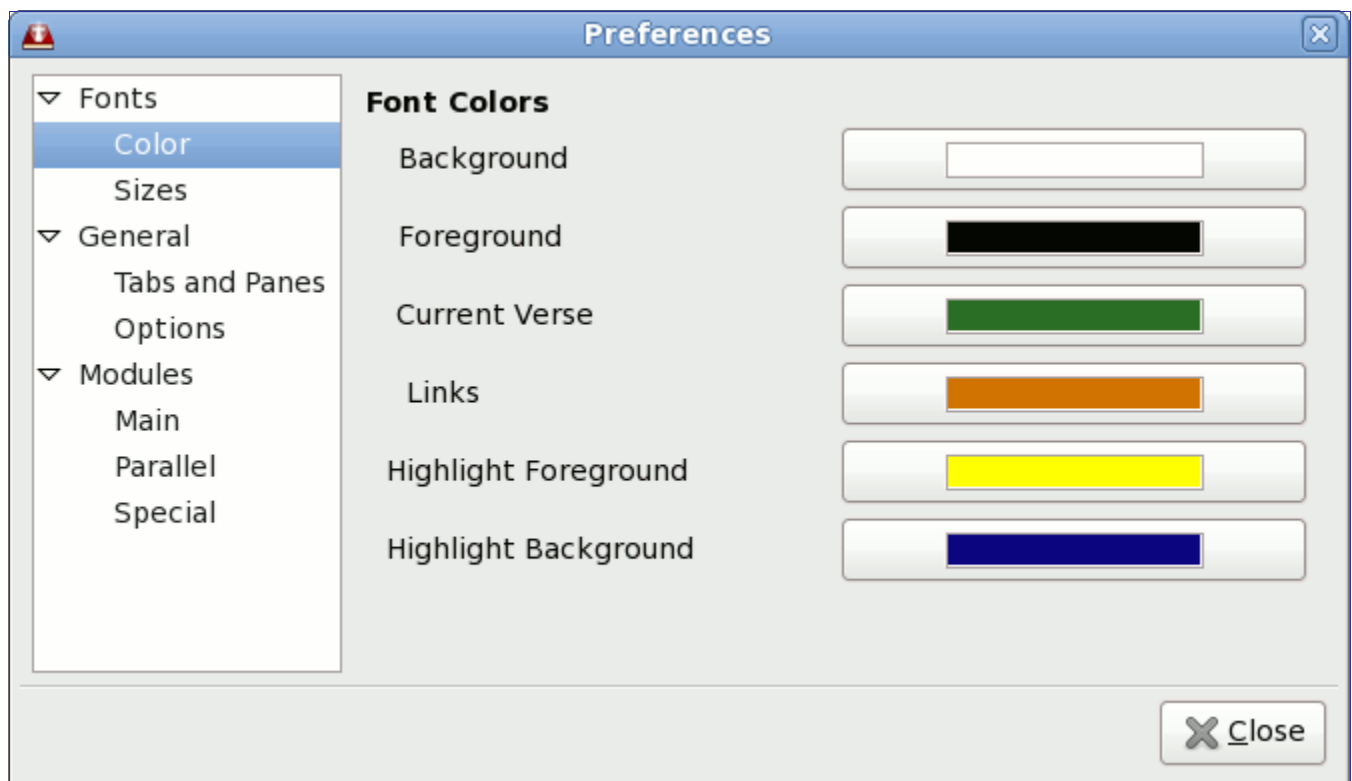 Preferences
Fonts
Color
Sizes
General
Tabs and Panes
Options
Modules
Main
Parallel
Special
Font Colors
Background
Foreground
Current Verse
Links
Highlight Foreground
Highlight Background
Close